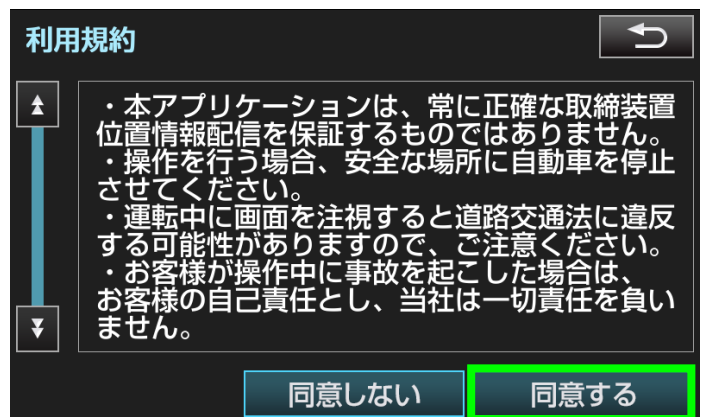 利用規約
・本アプリケーションは、常に正確な取締装置
位置情報配信を保証するものではありません。
・操作を行う場合、安全な場所に自動車を停止
させてください。
・運転中に画面を注視すると道路交通法に違反
する可能性がありますので、ご注意ください。
・お客様が操作中に事故を起こした場合は、
お客様の自己責任とし、当社は一切責任を負い
ません。
同意しない
同意する